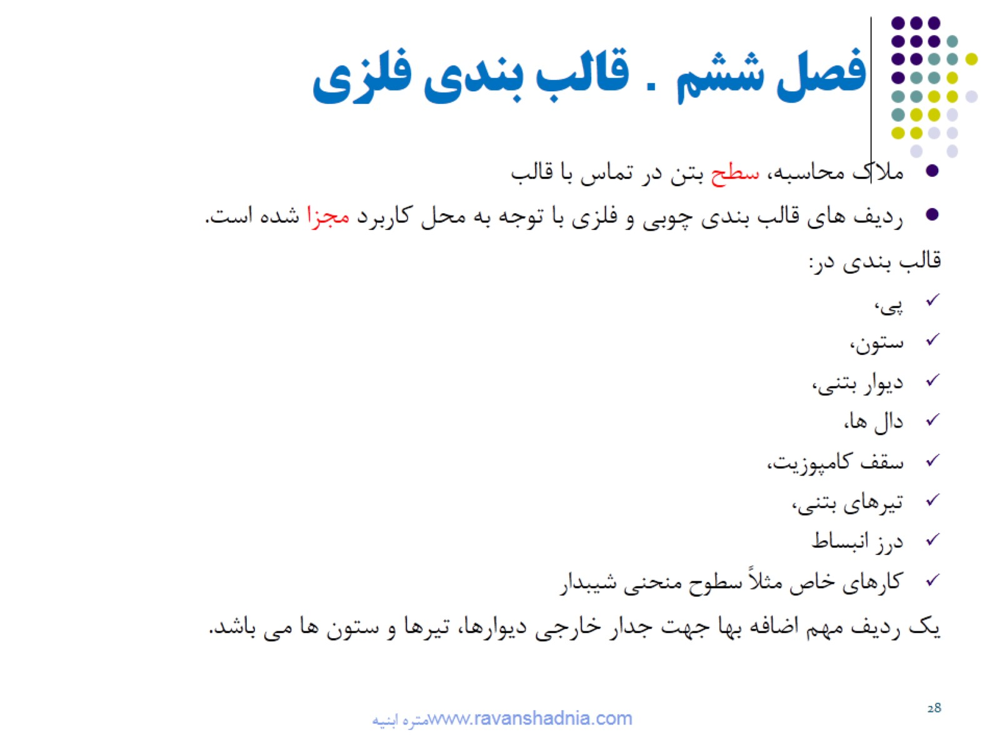 فصل ششم . قالب بندی فلزی
ملاک محاسبه، سطح بتن در تماس با قالب
ردیف های قالب بندی چوبی و فلزی با توجه به محل کاربرد مجزا شده است.
قالب بندی در:
پی،
ستون،
دیوار بتنی،
دال ها،
سقف کامپوزیت،
تیرهای بتنی،
درز انبساط
کارهای خاص مثلاً سطوح منحنی شیبدار
یک ردیف مهم اضافه بها جهت جدار خارجی دیوارها، تیرها و ستون ها می باشد.
28
www.ravanshadnia.comمتره ابنیه